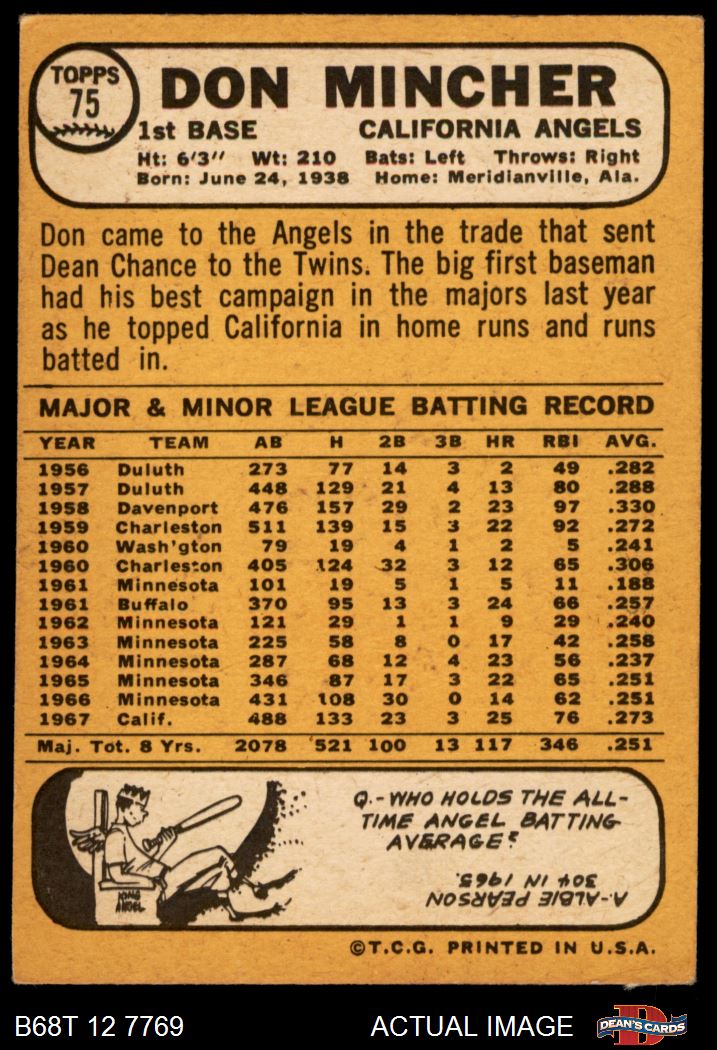 TOPPS
75
DON MINCHER
1st BASE CALIFORNIA ANGELS
Ht: 6'3" Wt: 210 Bats: Left Throws: Right
Born: June 24, 1938 Home: Meridianville, Ala.
Don came to the Angels in the trade that sent
Dean Chance to the Twins. The big first baseman
had his best campaign in the majors last year
as he topped California in home runs and runs
batted in.
MAJOR & MINOR LEAGUE BATTING RECORD
YEAR TEAM AB H 2B 3B HR RBI AVG.
1956 Duluth 273 77 14 3 2 49 .282
1957 Duluth 448 129 21 4 13 80 .288
1958 Davenport 476 157 29 2 23 97 .330
1959 Charleston 511 139 15 3 22 92 .272
1960 Wash'gton 79 19 4 1 2 5 .241
1960 Charleston 405 124 32 3 12 65 .306
1961 Minnesota 101 19 5 1 5 11 .188
1961 Buffalo 370 95 13 3 24 66 .257
1962 Minnesota 121 29 1 1 9 29 .240
1963 Minnesota 225 58 8 0 17 42 .258
1964 Minnesota 287 68 12 4 23 56 .237
1965 Minnesota 346 87 17 3 22 65 .251
1966 Minnesota 431 108 30 0 14 62 .251
1967 Calif. 488 133 23 3 25 76 .273
Maj. Tot. 8 Yrs. 2078 521 100 13 117 346 .251
Q.-WHO HOLDS THE ALL-
TIME ANGEL BATTING
AVERAGE?
A-ALBIE PEARSON
304 IN 1965.
KING
ANGEL
©T.C.G. PRINTED IN U.S.A.
B68T 12 7769 ACTUAL IMAGE
DEAN'S CARDS